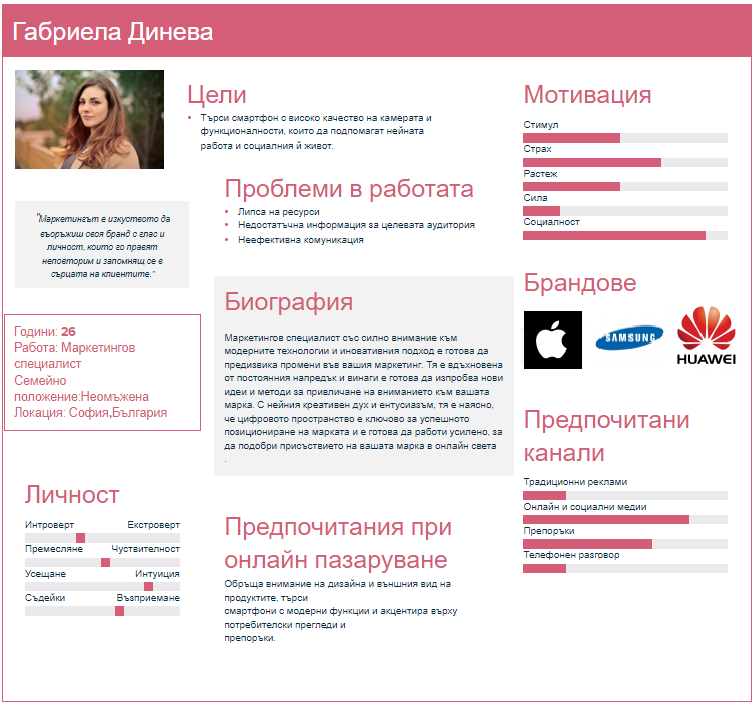 Габриела Динева
"Маркетингът е изкуството да
въоръжиш своя бранд с глас и
личност, които го правят
неповторим и запомнящ се в
сърцата на клиентите."
Години: 26
Работа: Маркетингов
специалист
Семейно
положение:Неомъжена
Локация: София,България
Личност
Интроверт Екстроверт
Премесляне Чуствителност
Усещане Интуиция
Съдейки Възприемане
Цели
Търси смартфон с високо качество на камерата и
функционалности, които да подпомагат нейната
работа и социалния й живот.
Проблеми в работата
Липса на ресурси
Недостатъчна информация за целевата аудитория
Неефективна комуникация
Биография
Маркетингов специалист със силно внимание към
модерните технологии и иновативния подход е готова да
предизвика промени във вашия маркетинг. Тя е вдъхновена
от постоянния напредък и винаги е готова да изпробва нови
идеи и методи за привличане на вниманието към вашата
марка. С нейния креативен дух и ентусиазъм, тя е наясно,
че цифровото пространство е ключово за успешното
позициониране на марката и е готова да работи усилено, за
да подобри присъствието на вашата марка в онлайн света
.
Предпочитания при
онлайн пазаруване
Обръща внимание на дизайна и външния вид на
продуктите, търси
смартфони с модерни функции и акцентира върху
потребителски прегледи и
препоръки.
Мотивация
Стимул
Страх
Растеж
Сила
Социалност
Брандове
SAMSUNG
HUAWEI
Предпочитани
канали
Традиционни реклами
Онлайн и социални медии
Препоръки
Телефонен разговор